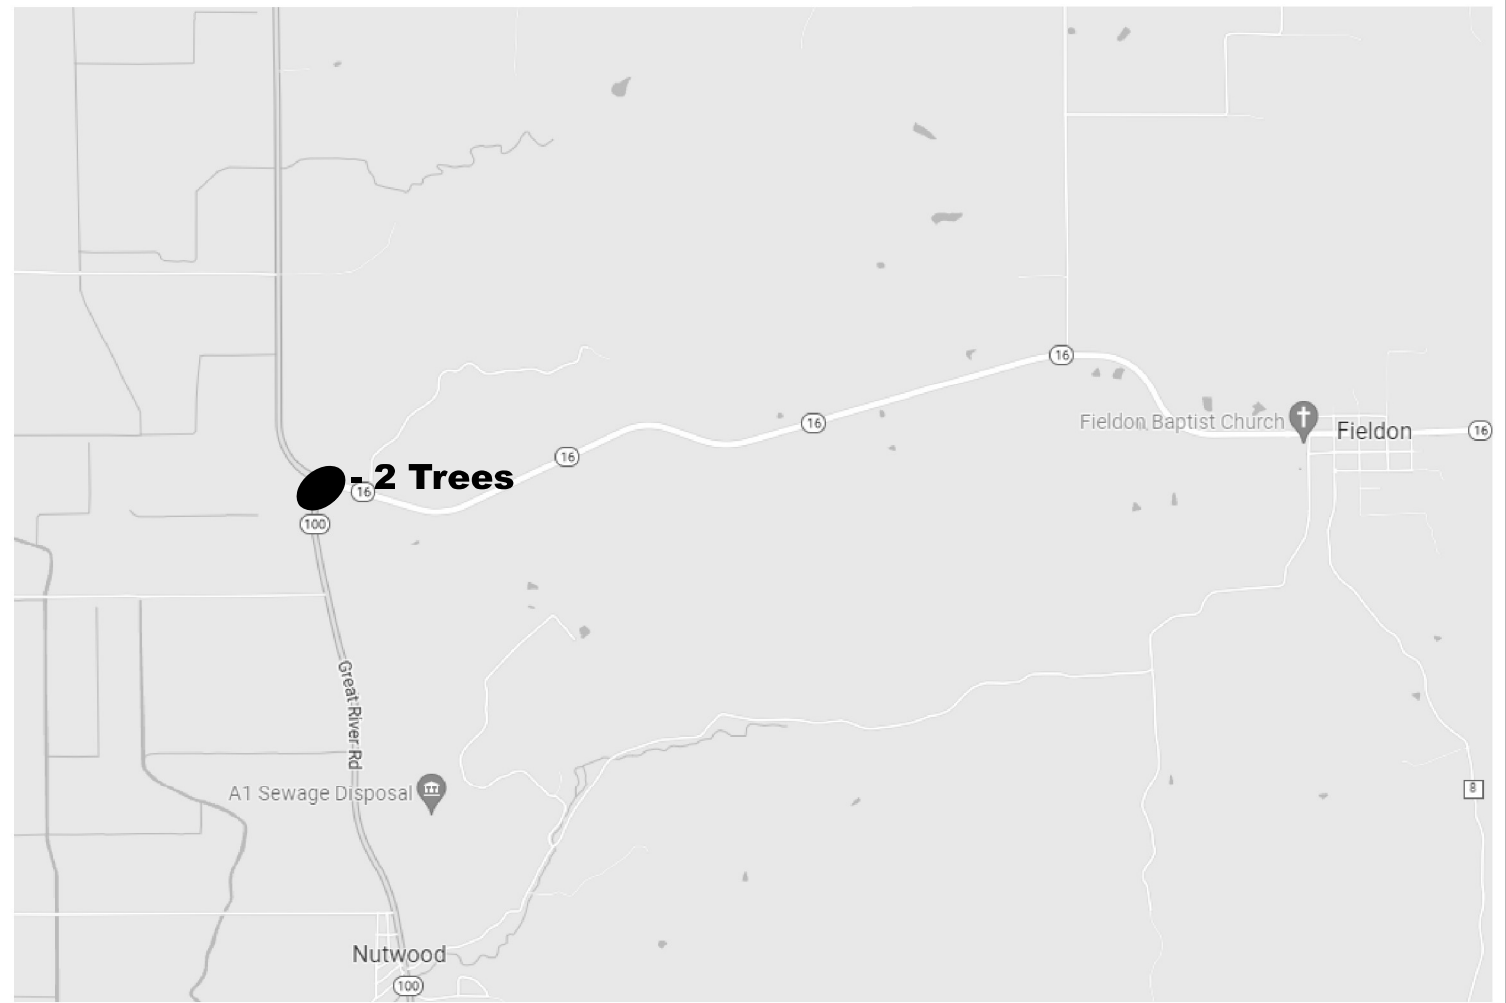 16
Fieldon Baptist Church
Fieldon
16
16
16
- 2 Trees
16
100
Great River Rd
A1 Sewage Disposal
8
Nutwood
100